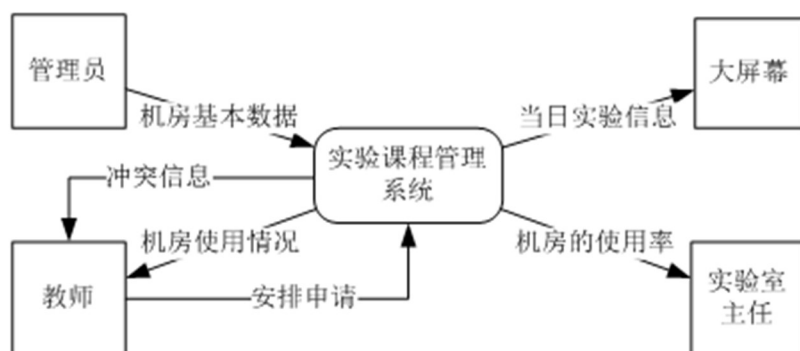 管理员
大屏幕
机房基本数据
当日实验信息
实验课程管理
系统
冲突信息
机房使用情况
机房的使用率
教师
安排申请
实验室
主任